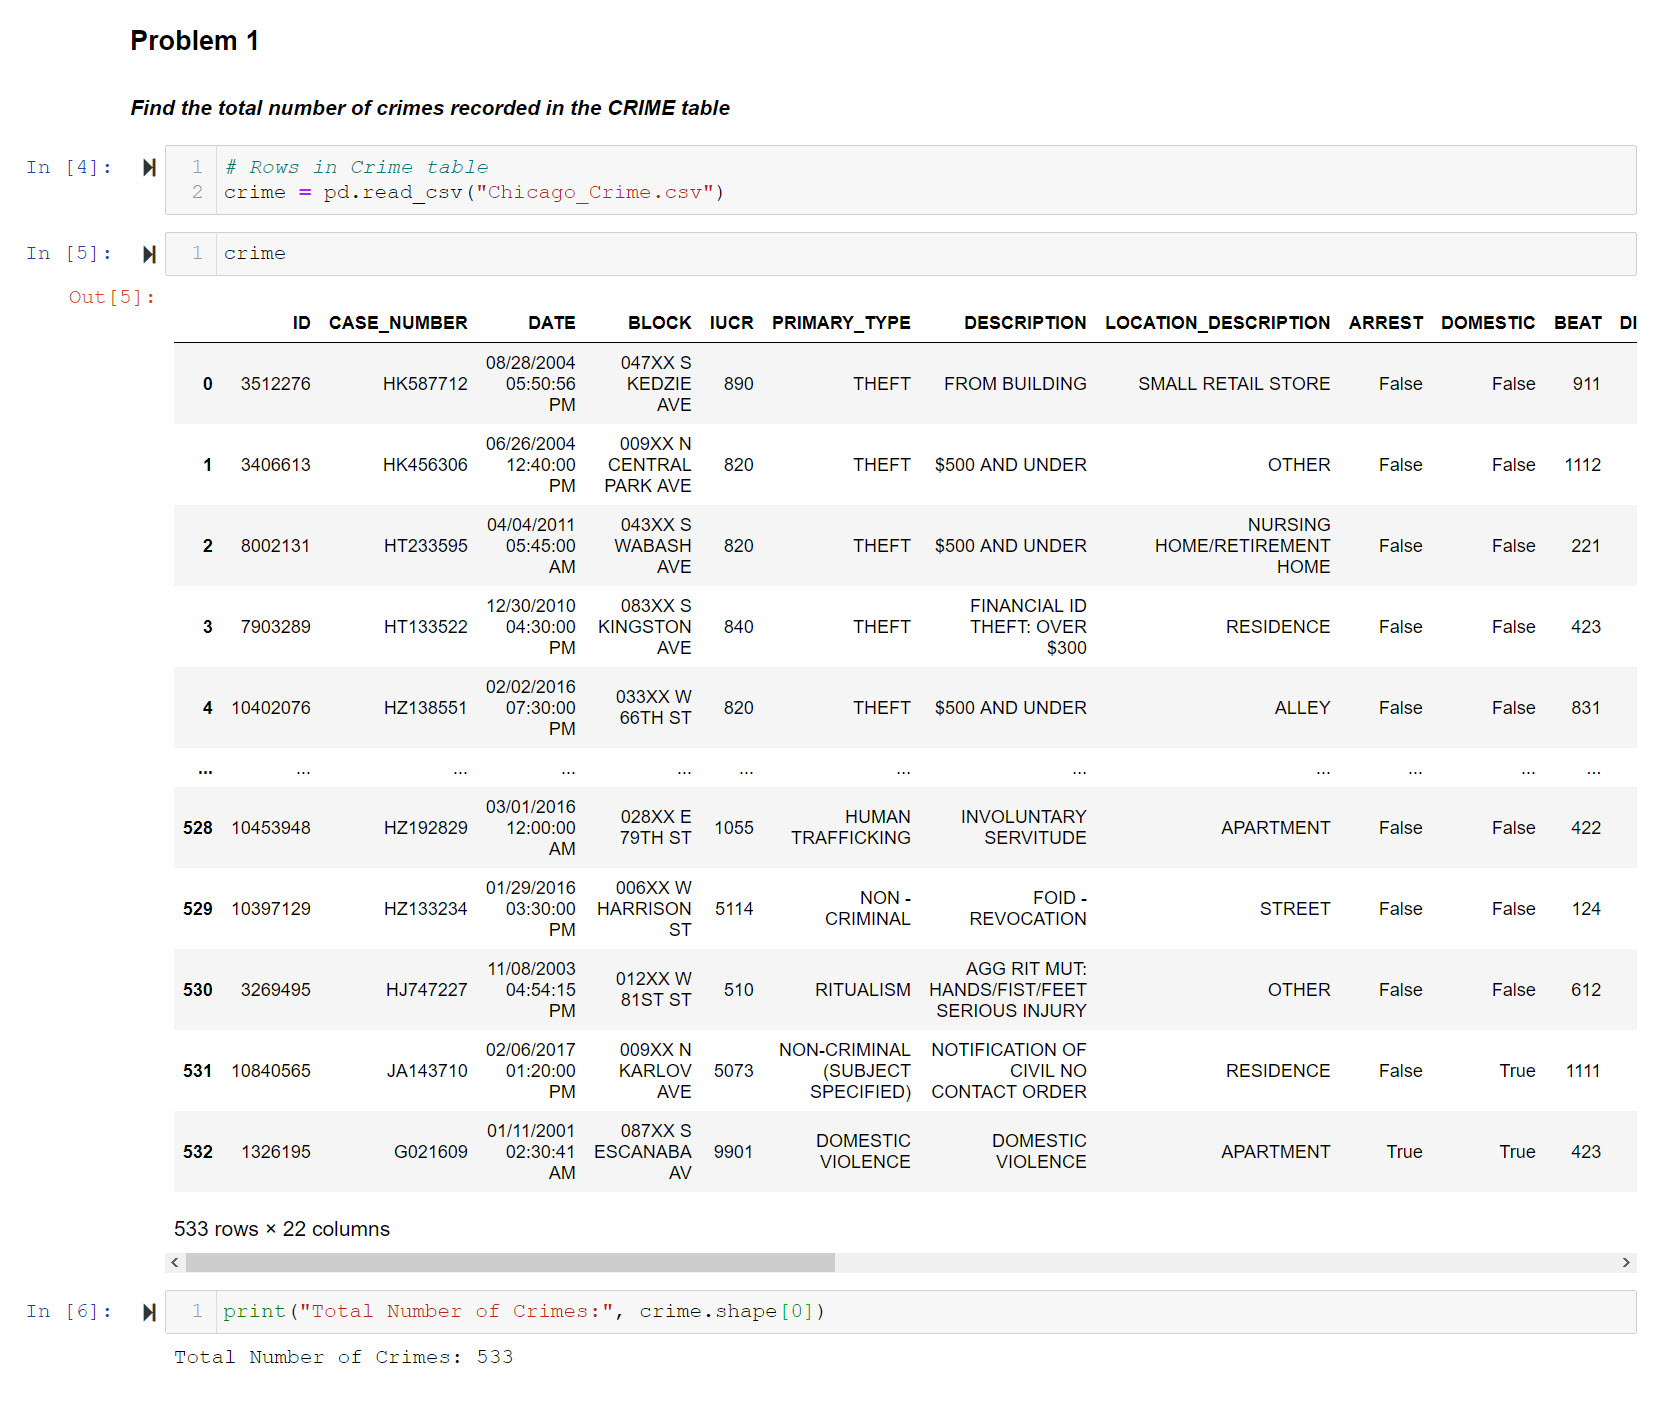 Problem 1
Find the total number of crimes recorded in the CRIME table
In [4]:
1 # Rows in Crime table
2 crime = pd.read_csv("Chicago_Crime.csv")
In [5]:
1 crime
Out[5]:
ID CASE_NUMBER DATE BLOCK IUCR PRIMARY_TYPE DESCRIPTION LOCATION_DESCRIPTION ARREST DOMESTIC BEAT DI
08/28/2004 047XX S
0 3512276 HK587712 05:50:56 KEDZIE 890 THEFT FROM BUILDING SMALL RETAIL STORE False False 911
PM AVE
06/26/2004 009XX N
1 3406613 HK456306 12:40:00 CENTRAL 820 THEFT $500 AND UNDER OTHER False False 1112
PM PARK AVE
04/04/2011 043XX S NURSING
2 8002131 HT233595 05:45:00 WABASH 820 THEFT $500 AND UNDER HOME/RETIREMENT False False 221
AM AVE HOME
12/30/2010 083XX S FINANCIAL ID
3 7903289 HT133522 04:30:00 KINGSTON 840 THEFT THEFT: OVER RESIDENCE False False 423
PM AVE $300
02/02/2016 033XX W
4 10402076 HZ138551 07:30:00 66TH ST 820 THEFT $500 AND UNDER ALLEY False False 831
PM
... ... ... ... ... ... ... ... ... ... ... ...
03/01/2016 028XX E HUMAN INVOLUNTARY
528 10453948 HZ192829 12:00:00 79TH ST 1055 TRAFFICKING SERVITUDE APARTMENT False False 422
AM
01/29/2016 006XX W NON - FOID -
529 10397129 HZ133234 03:30:00 HARRISON 5114 CRIMINAL REVOCATION STREET False False 124
PM ST
11/08/2003 012XX W AGG RIT MUT:
530 3269495 HJ747227 04:54:15 81ST ST 510 RITUALISM HANDS/FIST/FEET OTHER False False 612
PM SERIOUS INJURY
02/06/2017 009XX N NON-CRIMINAL NOTIFICATION OF
531 10840565 JA143710 01:20:00 KARLOV 5073 (SUBJECT CIVIL NO RESIDENCE False True 1111
PM AVE SPECIFIED) CONTACT ORDER
01/11/2001 087XX S DOMESTIC DOMESTIC
532 1326195 G021609 02:30:41 ESCANABA 9901 VIOLENCE VIOLENCE APARTMENT True True 423
AM AV
533 rows × 22 columns
In [6]:
1 print("Total Number of Crimes:", crime.shape[0])
Total Number of Crimes: 533